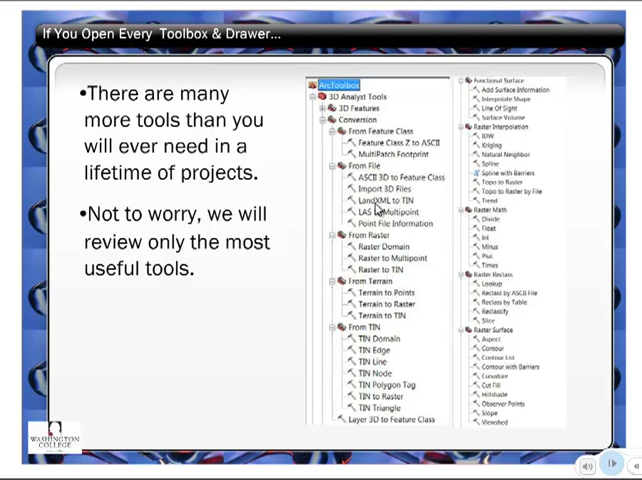 If You Open Every Toolbox & Drawer...
•There are many
more tools than you
will ever need in a
lifetime of projects.
•Not to worry, we will
review only the most
useful tools.
ArcToolbox
3D Analyst Tools
3D Features
Conversion
From Feature Class
Feature Class Z to ASCII
MultiPatch Footprint
From File
ASCII 3D to Feature Class
Import 3D Files
LandXML to TIN
LAS to Multipoint
Point File Information
From Raster
Raster Domain
Raster to Multipoint
Raster to TIN
From Terrain
Terrain to Points
Terrain to Raster
Terrain to TIN
From TIN
TIN Domain
TIN Edge
TIN Line
TIN Node
TIN Polygon Tag
TIN to Raster
TIN Triangle
Layer 3D to Feature Class
Functional Surface
Add Surface Information
Interpolate Shape
Line Of Sight
Surface Volume
Raster Interpolation
IDW
Kriging
Natural Neighbor
Spline
Spline with Barriers
Topo to Raster
Topo to Raster by File
Trend
Raster Math
Divide
Float
Int
Minus
Plus
Times
Raster Reclass
Lookup
Reclass by ASCII File
Reclass by Table
Reclassify
Slice
Raster Surface
Aspect
Contour
Contour List
Contour with Barriers
Curvature
Cut Fill
Hillshade
Observer Points
Slope
Viewshed
WASHINGTON
COLLEGE